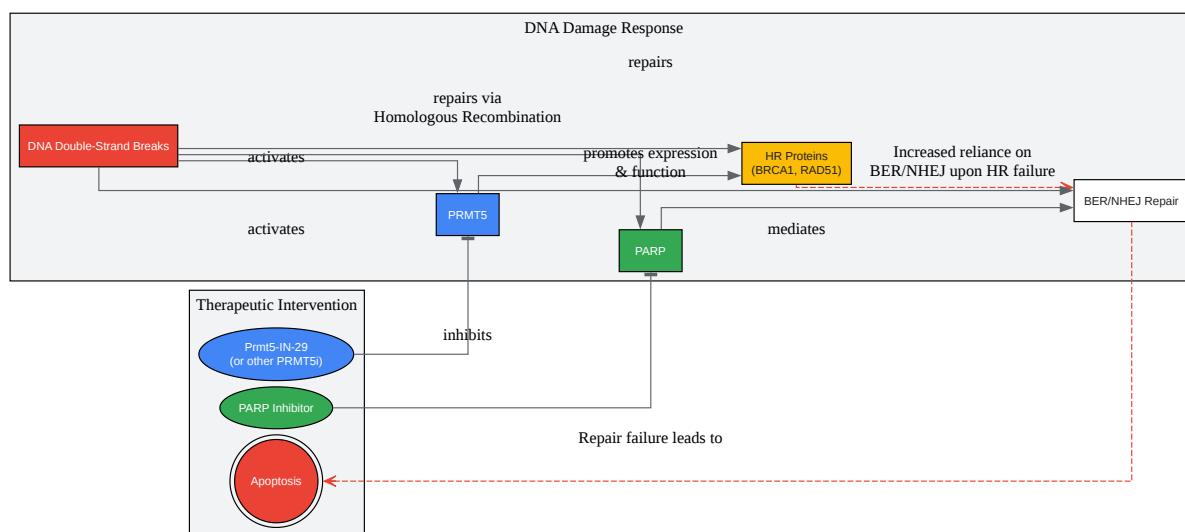 DNA Damage Response
repairs
repairs via
Homologous Recombination
DNA Double-Strand Breaks
activates
promotes expression
& function
HR Proteins
(BRCA1, RAD51)
Increased reliance on
BER/NHEJ upon HR failure
BER/NHEJ Repair
PRMT5
activates
PARP
mediates
Therapeutic Intervention
inhibits
Prmt5-IN-29
(or other PRMT5i)
PARP Inhibitor
Repair failure leads to
Apoptosis